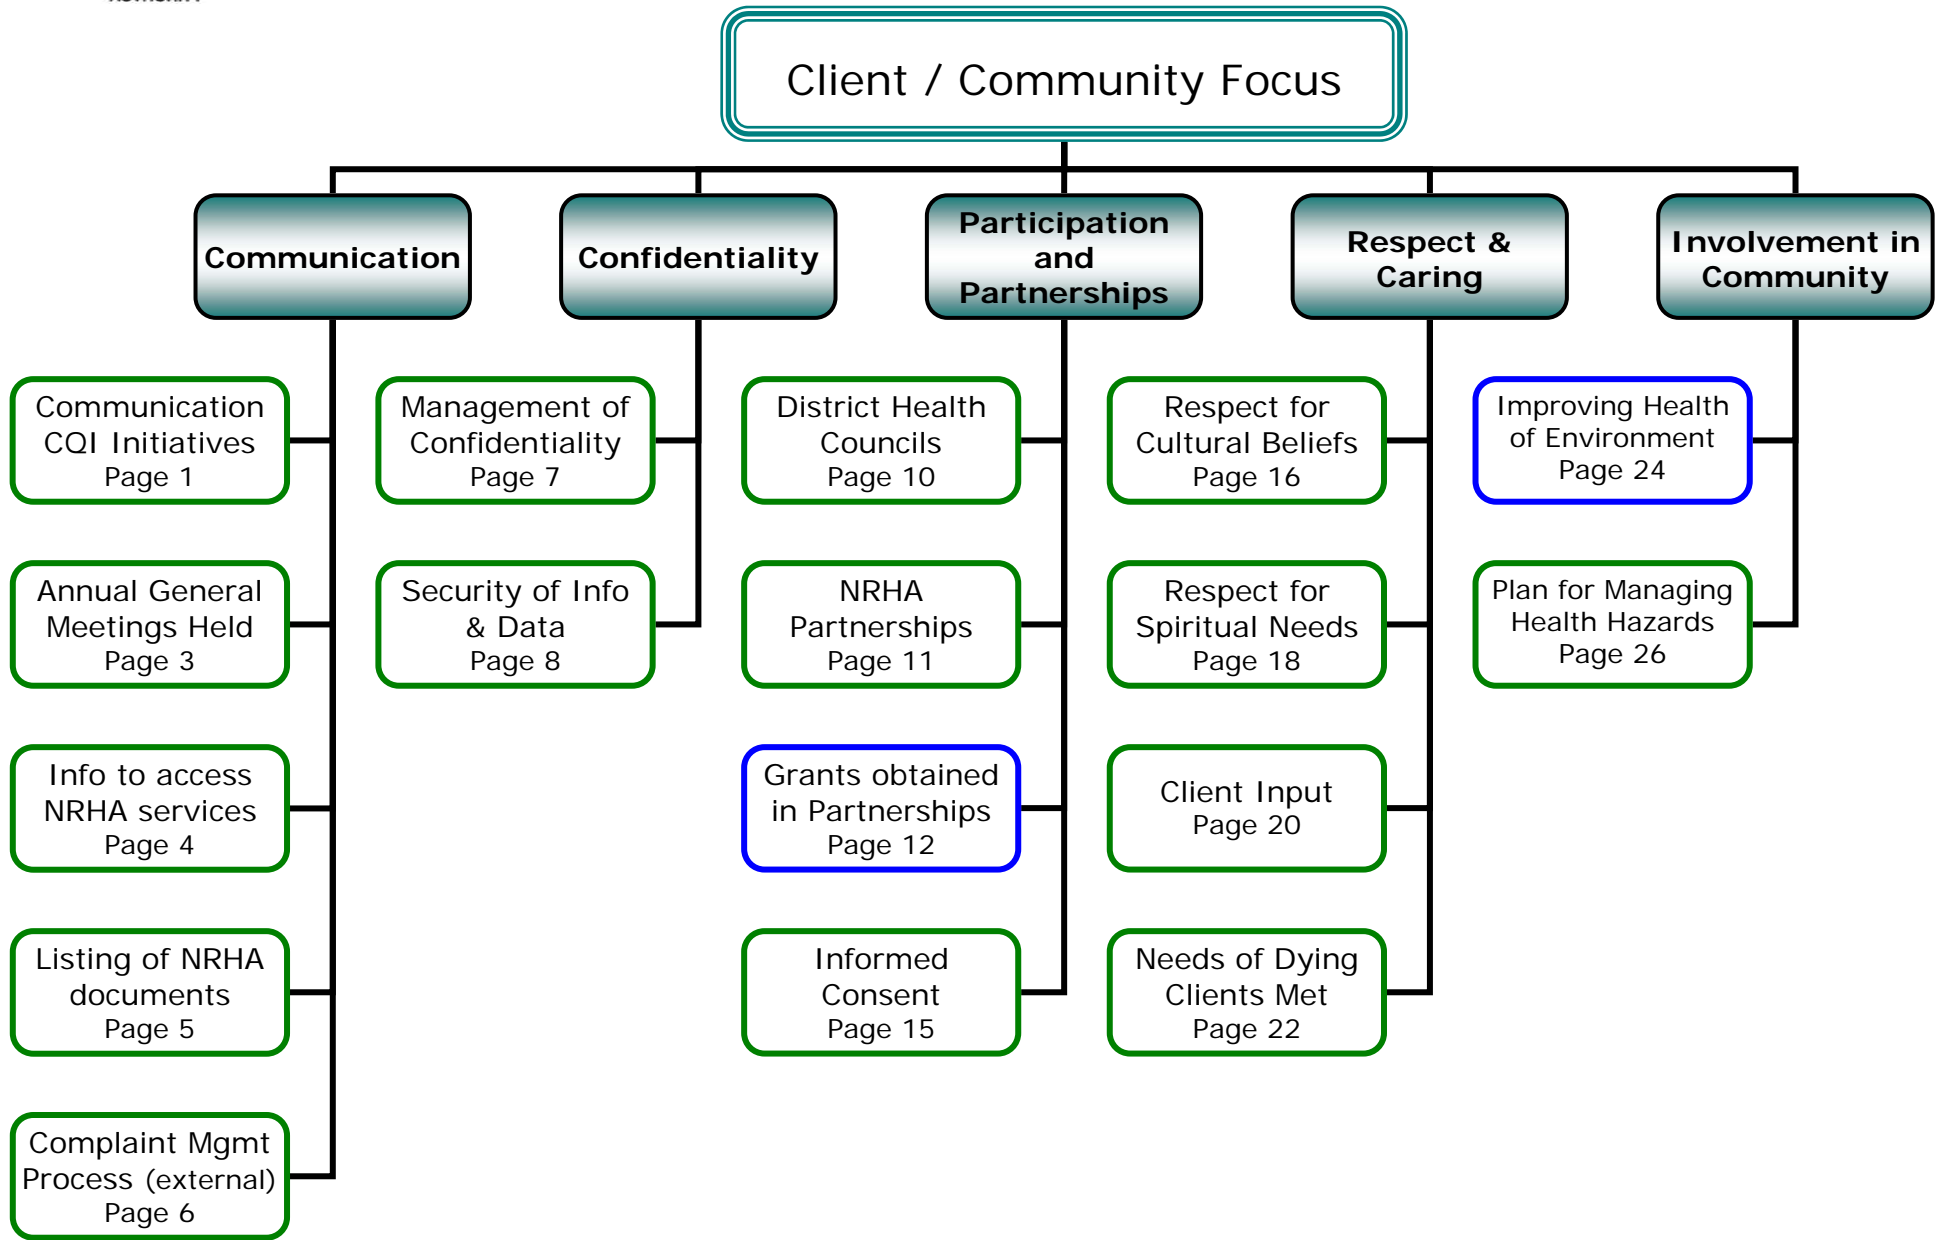 Client / Community Focus
Communication
Confidentiality
Participation
and
Partnerships
Respect &
Caring
Involvement in
Community
Communication
CQI Initiatives
Page 1
Annual General
Meetings Held
Page 3
Info to access
NRHA services
Page 4
Listing of NRHA
documents
Page 5
Complaint Mgmt
Process (external)
Page 6
Management of
Confidentiality
Page 7
Security of Info
& Data
Page 8
District Health
Councils
Page 10
NRHA
Partnerships
Page 11
Grants obtained
in Partnerships
Page 12
Informed
Consent
Page 15
Respect for
Cultural Beliefs
Page 16
Respect for
Spiritual Needs
Page 18
Client Input
Page 20
Needs of Dying
Clients Met
Page 22
Improving Health
of Environment
Page 24
Plan for Managing
Health Hazards
Page 26